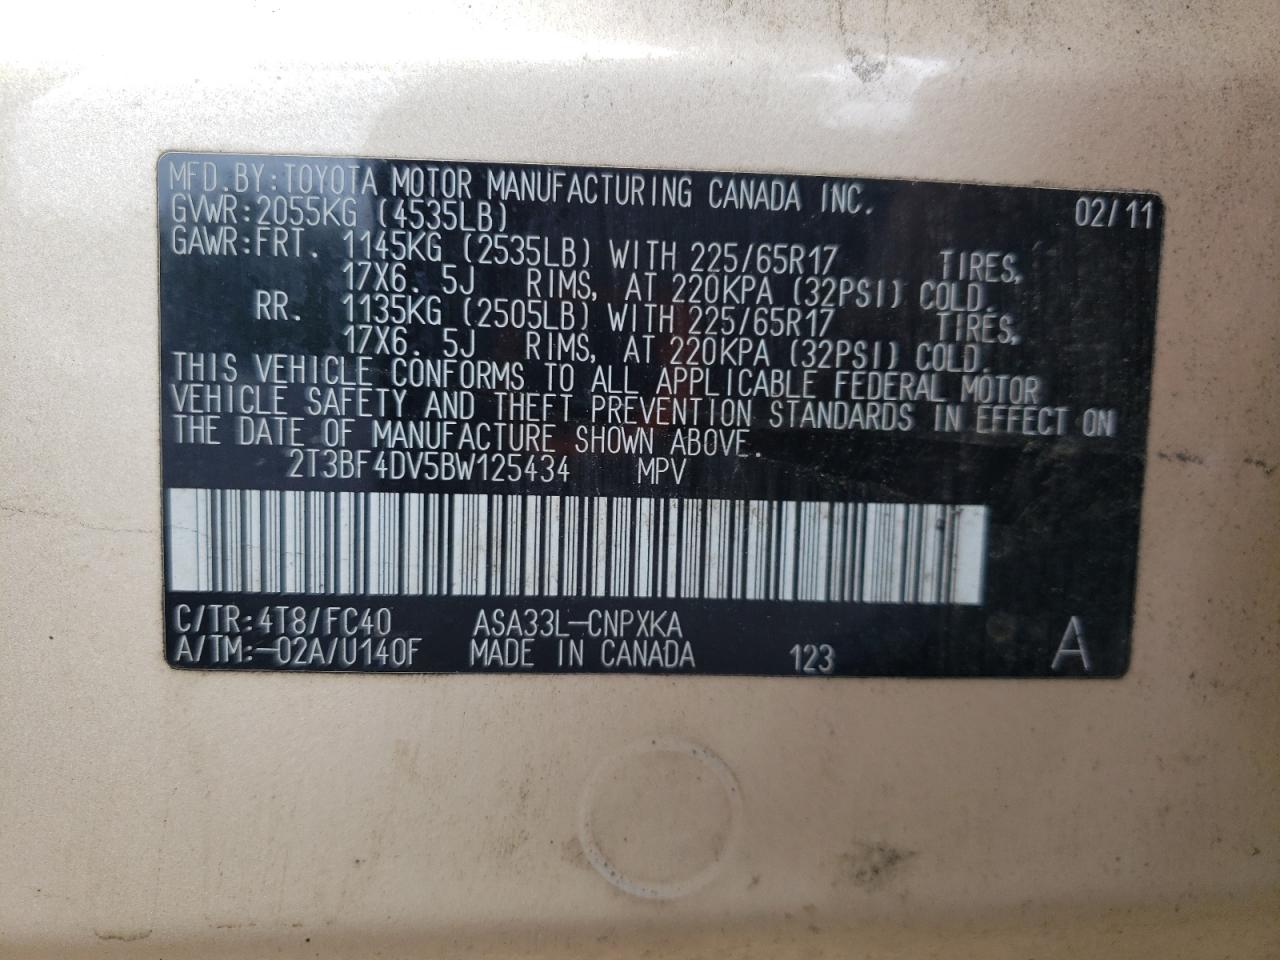 MFD.BY:TOYOTA MOTOR MANUFACTURING CANADA INC. 02/11
GVWR:2055KG (4535LB)
GAWR:FRT. 1145KG (2535LB) WITH 225/65R17 TIRES,
17X6.5J RIMS, AT 220KPA (32PSI) COLD.
RR. 1135KG (2505LB) WITH 225/65R17 TIRES,
17X6.5J RIMS, AT 220KPA (32PSI) COLD.
THIS VEHICLE CONFORMS TO ALL APPLICABLE FEDERAL MOTOR
VEHICLE SAFETY AND THEFT PREVENTION STANDARDS IN EFFECT ON
THE DATE OF MANUFACTURE SHOWN ABOVE.
2T3BF4DV5BW125434 MPV
C/TR:4T8/FC40 ASA33L-CNPXKA
A/TM:-02A/U140F MADE IN CANADA 123 A